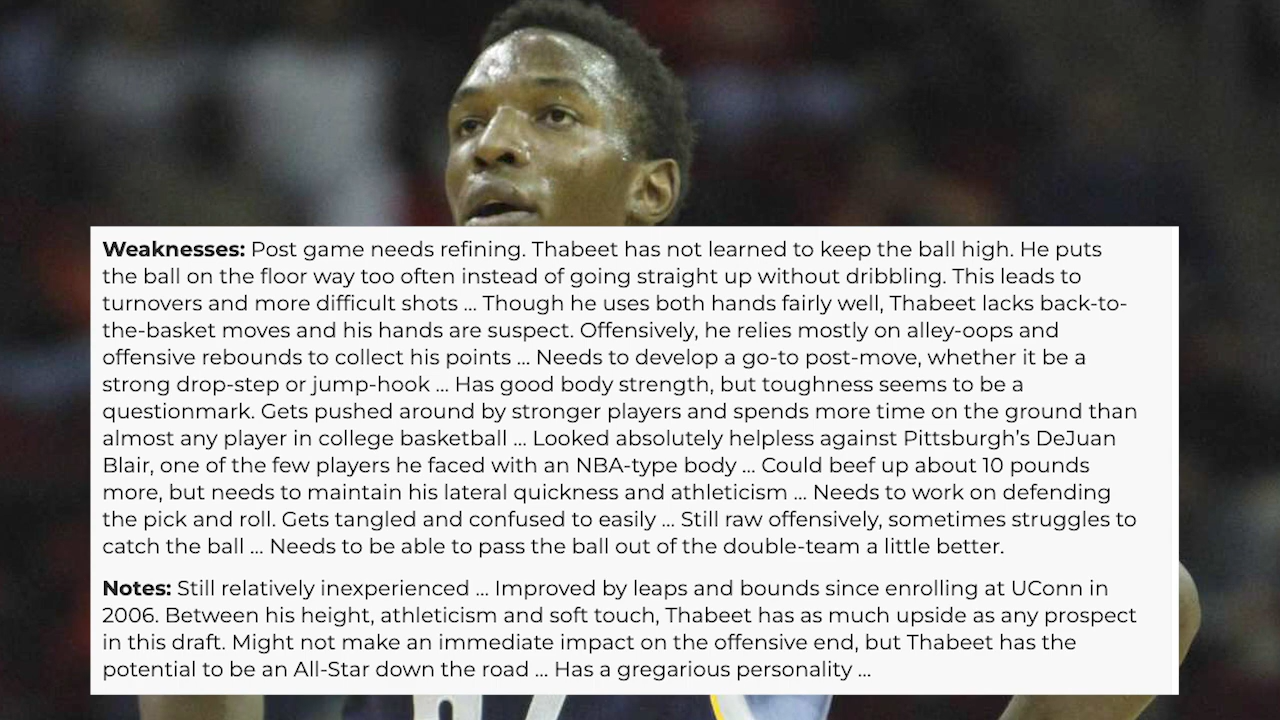 Weaknesses: Post game needs refining. Thabeet has not learned to keep the ball high. He puts
the ball on the floor way too often instead of going straight up without dribbling. This leads to
turnovers and more difficult shots ... Though he uses both hands fairly well, Thabeet lacks back-to-
the-basket moves and his hands are suspect. Offensively, he relies mostly on alley-oops and
offensive rebounds to collect his points ... Needs to develop a go-to post-move, whether it be a
strong drop-step or jump-hook ... Has good body strength, but toughness seems to be a
questionmark. Gets pushed around by stronger players and spends more time on the ground than
almost any player in college basketball ... Looked absolutely helpless against Pittsburgh's DeJuan
Blair, one of the few players he faced with an NBA-type body ... Could beef up about 10 pounds
more, but needs to maintain his lateral quickness and athleticism ... Needs to work on defending
the pick and roll. Gets tangled and confused to easily ... Still raw offensively, sometimes struggles to
catch the ball ... Needs to be able to pass the ball out of the double-team a little better.
Notes: Still relatively inexperienced ... Improved by leaps and bounds since enrolling at UConn in
2006. Between his height, athleticism and soft touch, Thabeet has as much upside as any prospect
in this draft. Might not make an immediate impact on the offensive end, but Thabeet has the
potential to be an All-Star down the road ... Has a gregarious personality ...